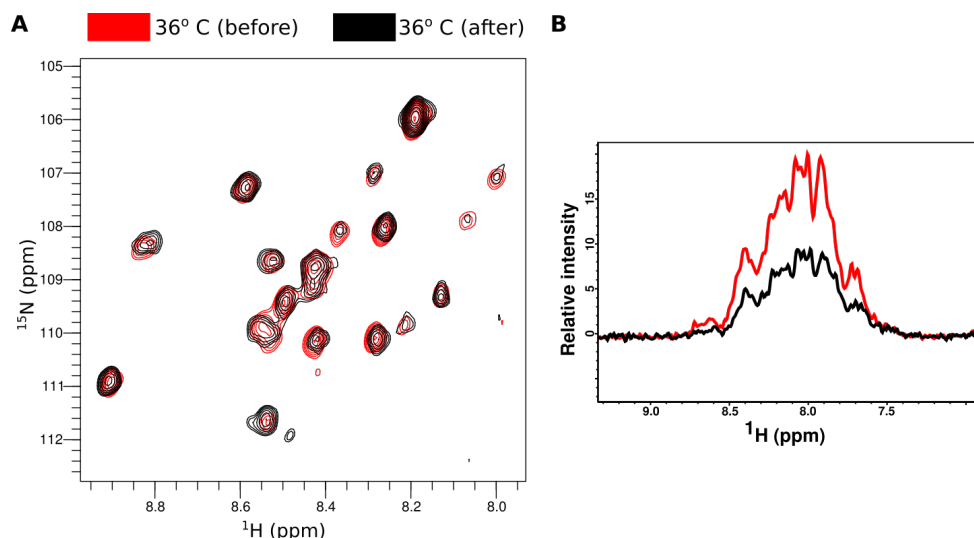 A
36° C (before)
36° C (after)
B
105
106
107
108
109
110
111
112
¹⁵N (ppm)
8.8
8.6
8.4
8.2
8.0
¹H (ppm)
15
10
5
0
Relative intensity
9.0
8.5
8.0
7.5
¹H (ppm)